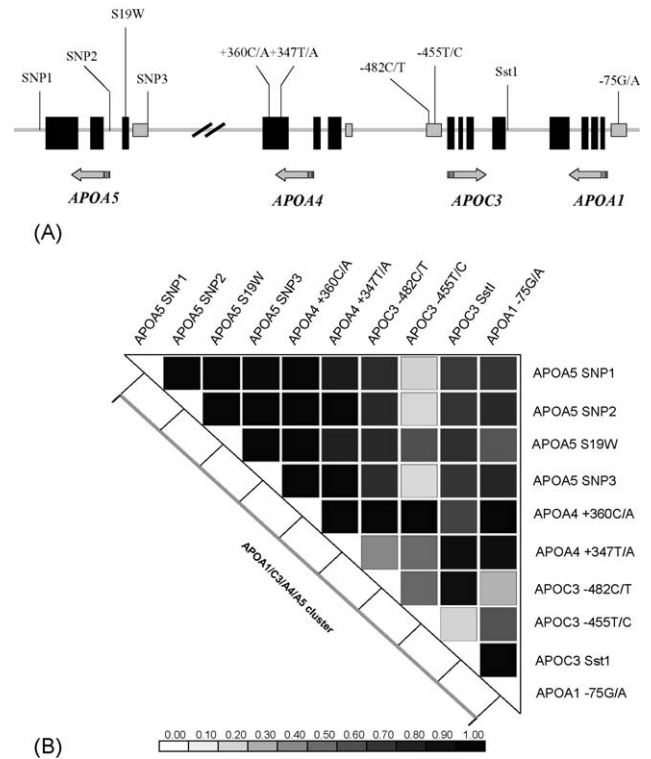 S19W
SNP2
SNP1
SNP3
+360C/A+347T/A
-482C/T
-455T/C
Sst1
-75G/A
APOA5
APOA4
APOC3
APOA1
(A)
APOA5 SNP1
APOA5 SNP2
APOA5 S19W
APOA5 SNP3
APOA4 +360C/A
APOA4 +347T/A
APOC3 -482C/T
APOC3 -455T/C
APOC3 SstI
APOA1 -75G/A
APOA5 SNP1
APOA5 SNP2
APOA5 S19W
APOA5 SNP3
APOA4 +360C/A
APOA4 +347T/A
APOC3 -482C/T
APOC3 -455T/C
APOC3 Sst1
APOA1 -75G/A
APOA1/C3/A4/A5 cluster
0.00 0.10 0.20 0.30 0.40 0.50 0.60 0.70 0.80 0.90 1.00
(B)